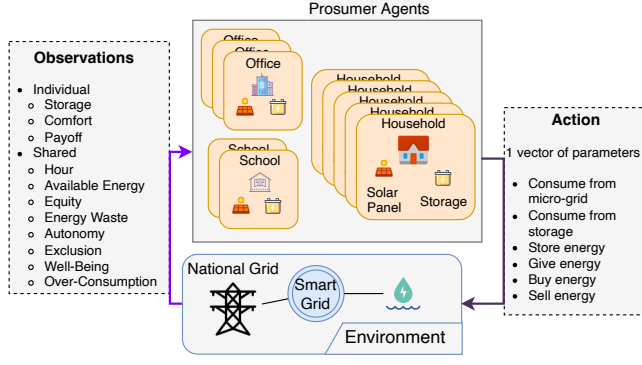 Prosumer Agents
Observations
Individual
Storage
Comfort
Payoff
Shared
Hour
Available Energy
Equity
Energy Waste
Autonomy
Exclusion
Well-Being
Over-Consumption
Office
Office
Office
School
School
Household
Household
Household
Household
Household
Solar
Panel
Storage
National Grid
Smart
Grid
Environment
Action
1 vector of parameters
Consume from
micro-grid
Consume from
storage
Store energy
Give energy
Buy energy
Sell energy